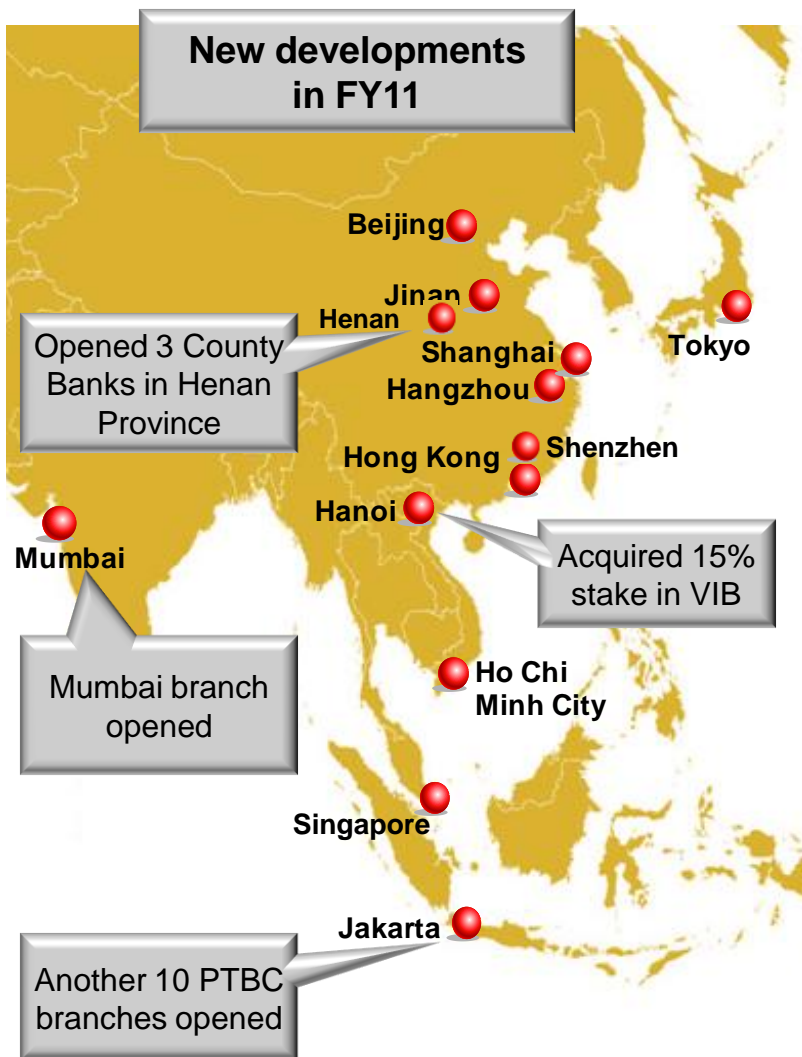 New developments
in FY11
Beijing
Jinan
Henan
Opened 3 County
Banks in Henan
Province
Shanghai
Tokyo
Hangzhou
Shenzhen
Hong Kong
Hanoi
Mumbai
Acquired 15%
stake in VIB
Mumbai branch
opened
Ho Chi
Minh City
Singapore
Jakarta
Another 10 PTBC
branches opened